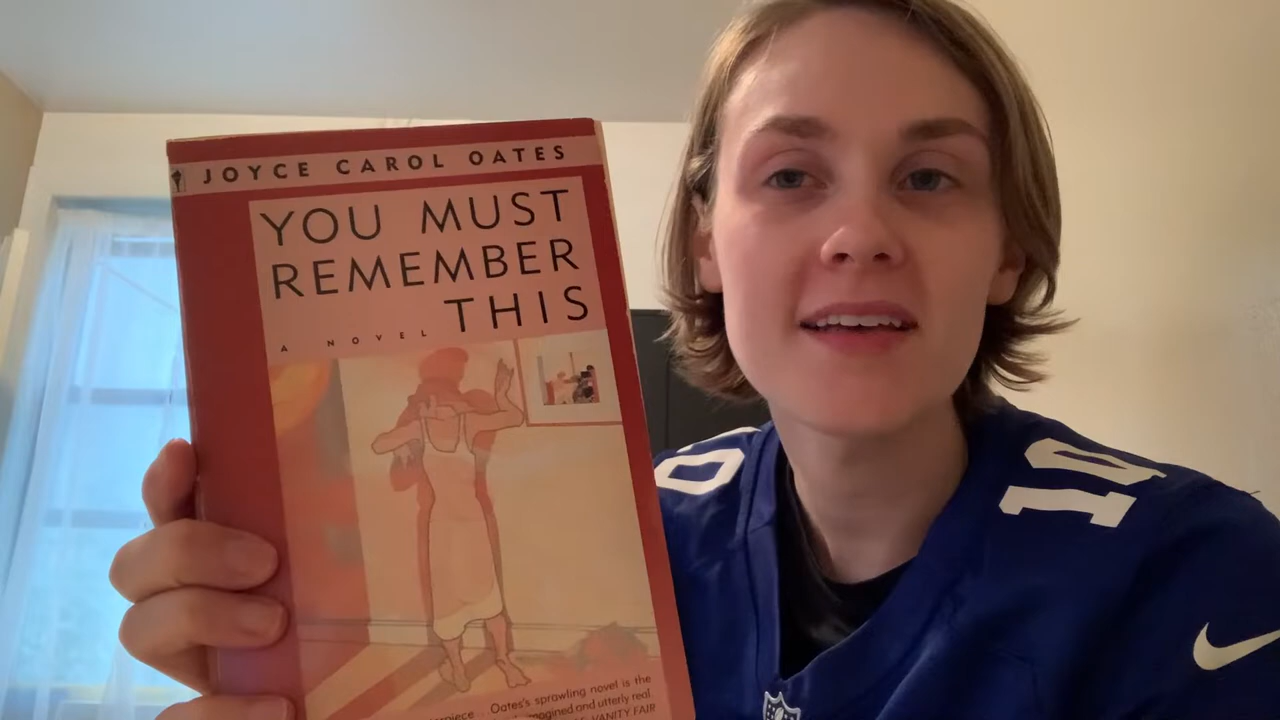 JOYCE CAROL OATES
YOU MUST
REMEMBER
THIS
A NOVEL
Oates's sprawling novel is the
imagined and utterly real
VANITY FAIR
10
NFL